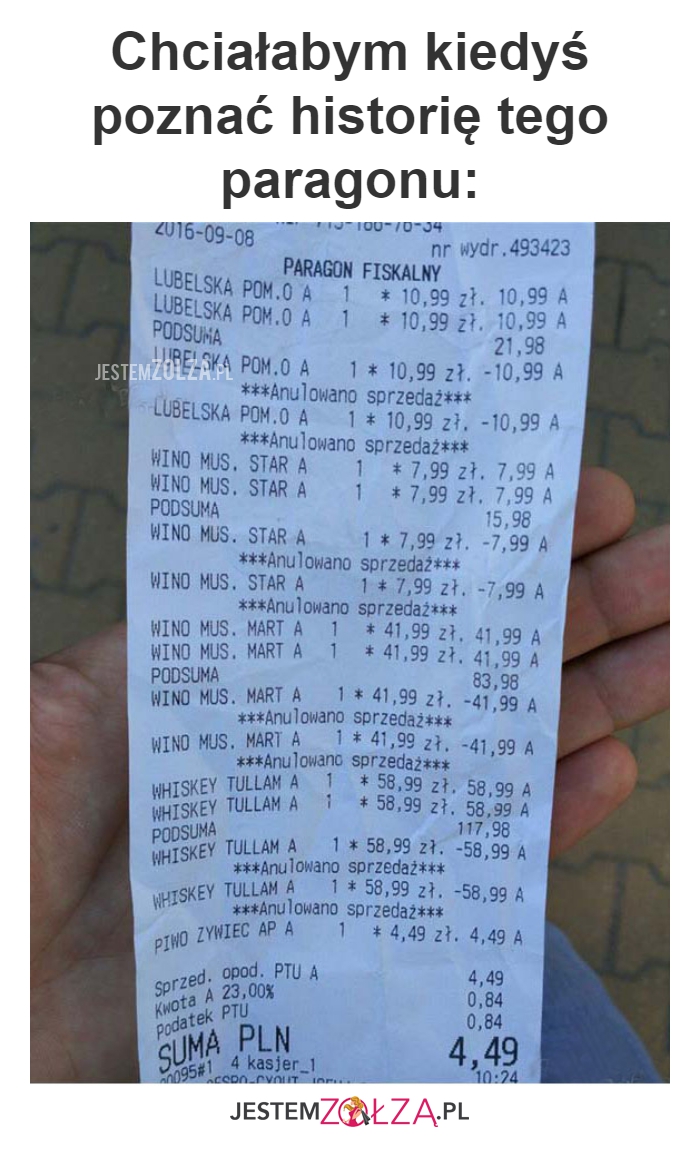 Chciałabym kiedyś
poznać historię tego
paragonu:
2016-09-08
nr wydr.493423
PARAGON FISKALNY
LUBELSKA POM.O A 1 * 10,99 zł. 10,99 A
LUBELSKA POM.O A 1 * 10,99 zł. 10,99 A
PODSUMA 21,98
JESTEMZOŁZA.PL
LUBELSKA POM.O A 1 * 10,99 zł. -10,99 A
***Anulowano sprzedaż***
LUBELSKA POM.O A 1 * 10,99 zł. -10,99 A
***Anulowano sprzedaż***
WINO MUS. STAR A 1 * 7,99 zł. 7,99 A
WINO MUS. STAR A 1 * 7,99 zł. 7,99 A
PODSUMA 15,98
WINO MUS. STAR A 1 * 7,99 zł. -7,99 A
***Anulowano sprzedaż***
WINO MUS. STAR A 1 * 7,99 zł. -7,99 A
***Anulowano sprzedaż***
WINO MUS. MART A 1 * 41,99 zł. 41,99 A
WINO MUS. MART A 1 * 41,99 zł. 41,99 A
PODSUMA 83,98
WINO MUS. MART A 1 * 41,99 zł. -41,99 A
***Anulowano sprzedaż***
WINO MUS. MART A 1 * 41,99 zł. -41,99 A
***Anulowano sprzedaż***
WHISKEY TULLAM A 1 * 58,99 zł. 58,99 A
WHISKEY TULLAM A 1 * 58,99 zł. 58,99 A
PODSUMA 117,98
WHISKEY TULLAM A 1 * 58,99 zł. -58,99 A
***Anulowano sprzedaż***
WHISKEY TULLAM A 1 * 58,99 zł. -58,99 A
***Anulowano sprzedaż***
PIWO ZYWIEC AP A 1 * 4,49 zł. 4,49 A
Sprzed. opod. PTU A 4,49
Kwota A 23,00% 0,84
Podatek PTU 0,84
SUMA PLN 4,49
4 kasjer_1 10:24
JESTEMZOŁZA.PL